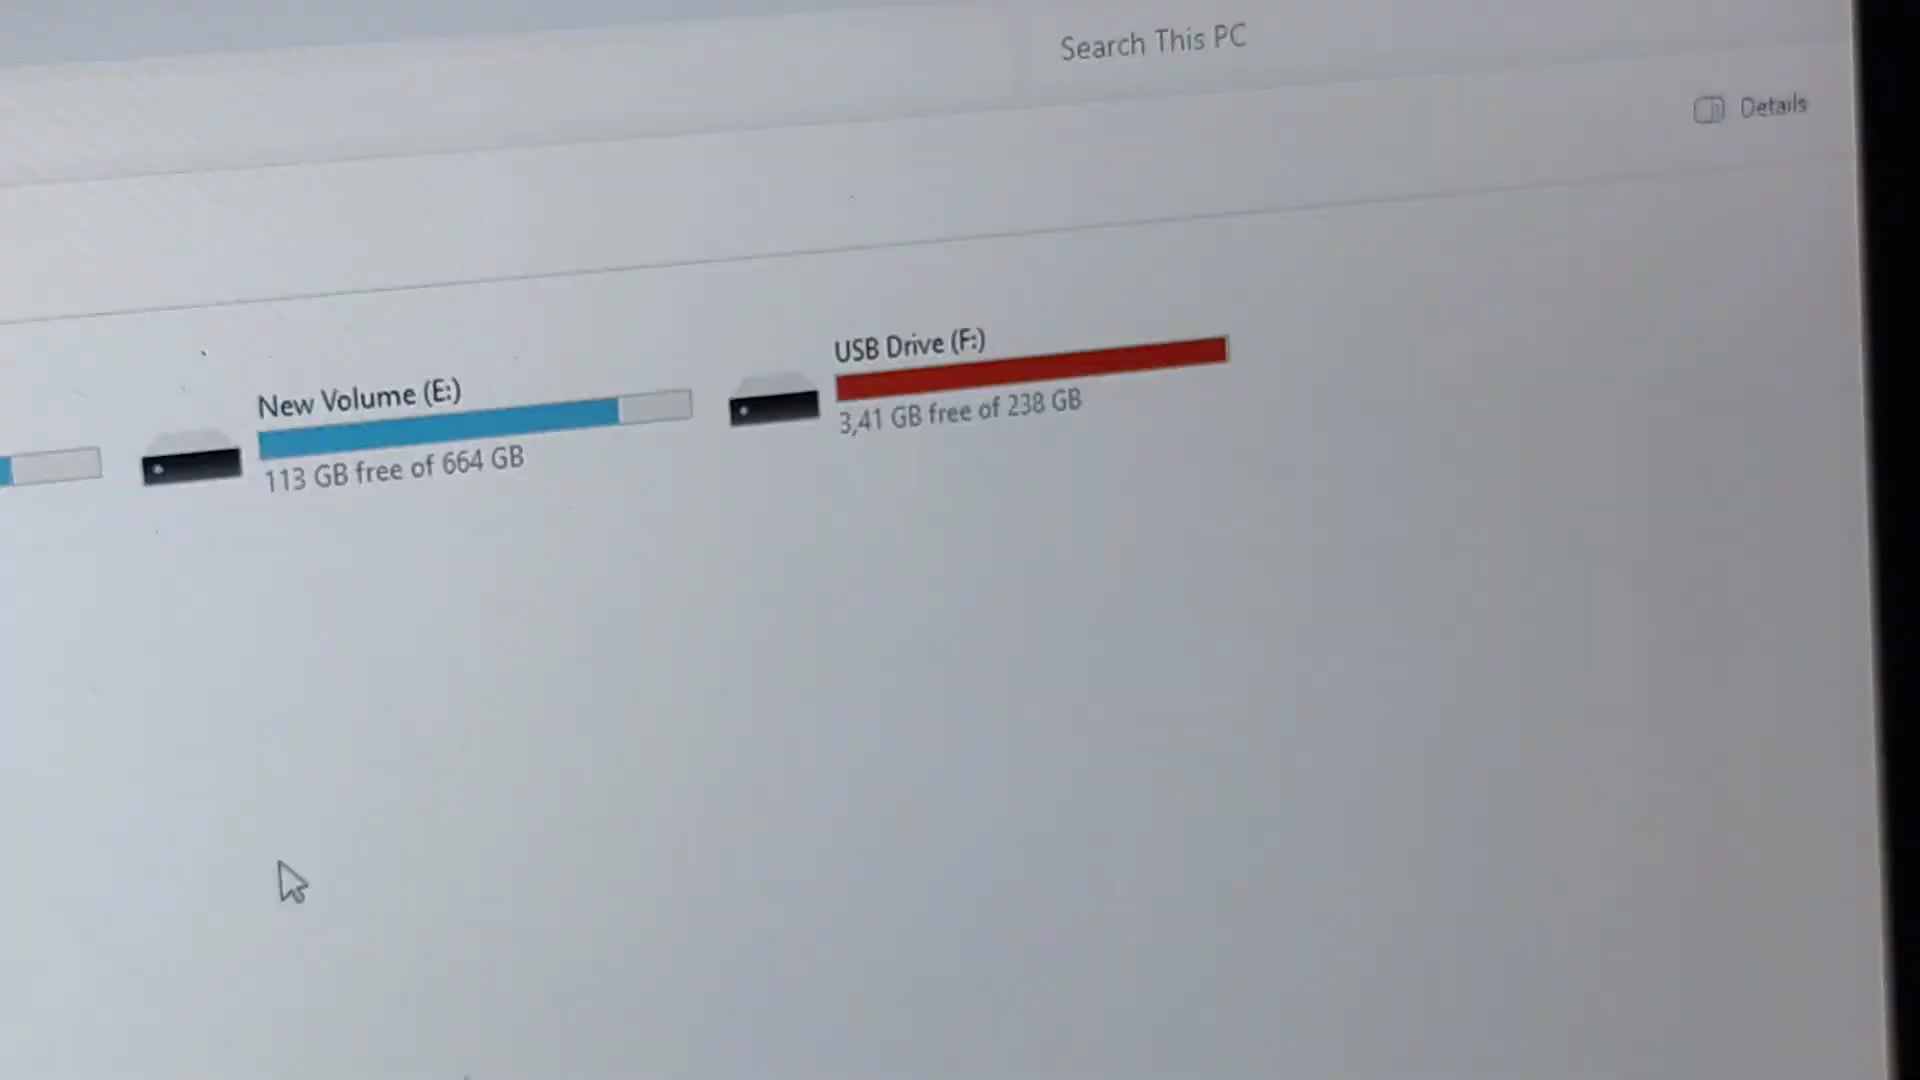 Search This PC
Details
New Volume (E:)
113 GB free of 664 GB
USB Drive (F:)
3,41 GB free of 238 GB